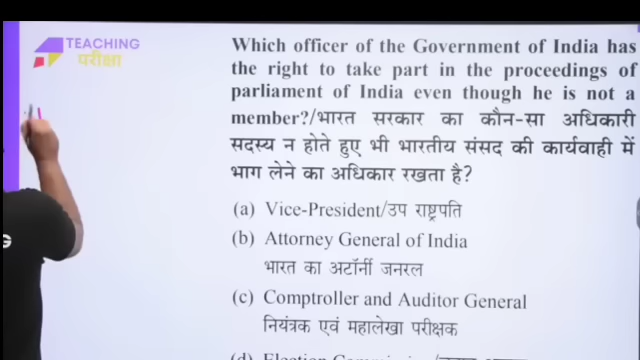 TEACHING
परीक्षा
Which officer of the Government of India has
the right to take part in the proceedings of
parliament of India even though he is not a
member?/भारत सरकार का कौन-सा अधिकारी
सदस्य न होते हुए भी भारतीय संसद की कार्यवाही में
भाग लेने का अधिकार रखता है?
(a) Vice-President/उप राष्ट्रपति
(b) Attorney General of India
भारत का अटॉर्नी जनरल
(c) Comptroller and Auditor General
नियंत्रक एवं महालेखा परीक्षक
(d) Election